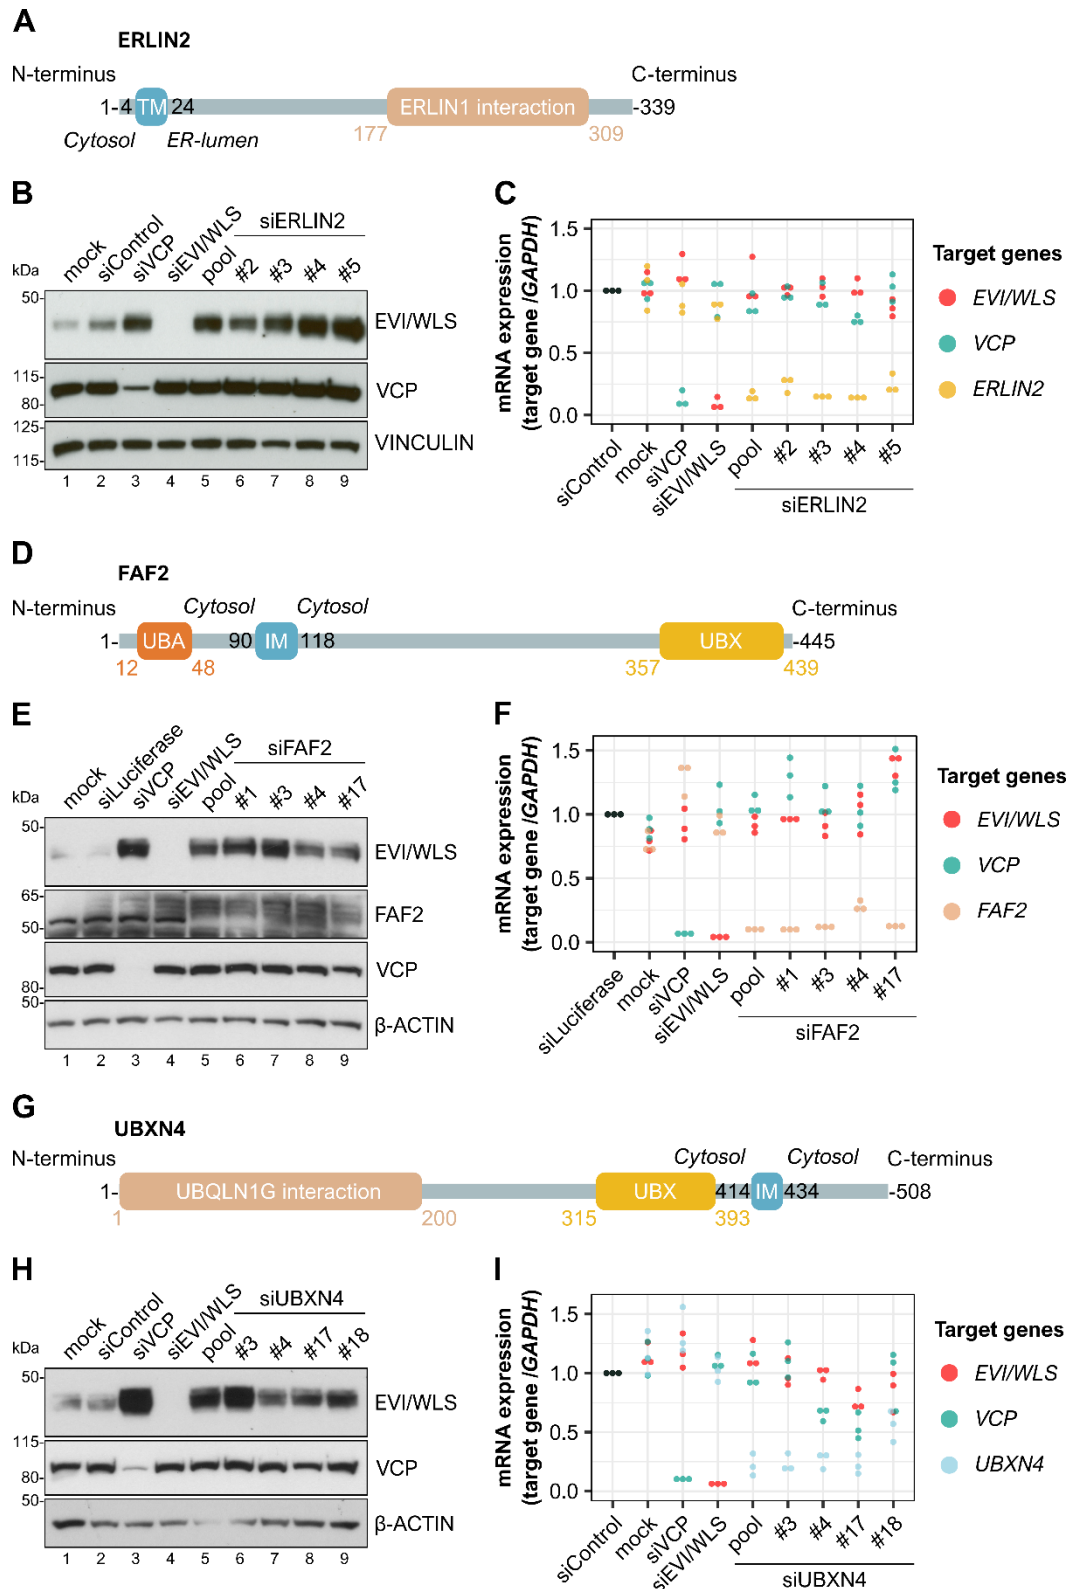 A
ERLIN2
N-terminus C-terminus
1- 4 TM 24 ERLIN1 interaction -339
Cytosol ER-lumen 177 309
B
siERLIN2
kDa mock siControl siVCP siEVI/WLS pool #2 #3 #4 #5
50- EVI/WLS
115- VCP
80-
125- VINCULIN
115-
1 2 3 4 5 6 7 8 9
C
mRNA expression
(target gene /GAPDH)
1.5
1.0
0.5
0.0
siControl mock siVCP siEVI/WLS pool #2 #3 #4 #5
siERLIN2
Target genes
EVI/WLS
VCP
ERLIN2
D
FAF2
N-terminus Cytosol Cytosol C-terminus
1- UBA 90 IM 118 UBX -445
12 48 357 439
E
siFAF2
kDa mock siLuciferase siVCP siEVI/WLS pool #1 #3 #4 #17
50- EVI/WLS
65- FAF2
50-
VCP
80-
50- β-ACTIN
1 2 3 4 5 6 7 8 9
F
mRNA expression
(target gene /GAPDH)
1.5
1.0
0.5
0.0
siLuciferase mock siVCP siEVI/WLS pool #1 #3 #4 #17
siFAF2
Target genes
EVI/WLS
VCP
FAF2
G
UBXN4
N-terminus Cytosol Cytosol C-terminus
1- UBQLN1G interaction UBX 414 IM 434 -508
1 200 315 393
H
siUBXN4
kDa mock siControl siVCP siEVI/WLS pool #3 #4 #17 #18
50- EVI/WLS
115- VCP
80-
50- β-ACTIN
1 2 3 4 5 6 7 8 9
I
mRNA expression
(target gene /GAPDH)
1.5
1.0
0.5
0.0
siControl mock siVCP siEVI/WLS pool #3 #4 #17 #18
siUBXN4
Target genes
EVI/WLS
VCP
UBXN4